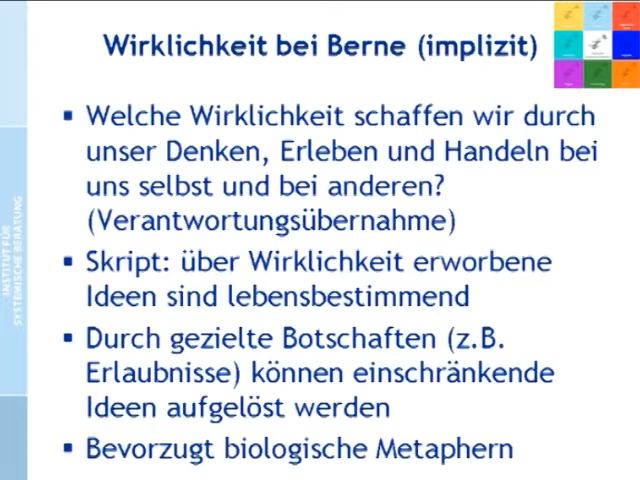 Wirklichkeit bei Berne (implizit)
▪ Welche Wirklichkeit schaffen wir durch
unser Denken, Erleben und Handeln bei
uns selbst und bei anderen?
(Verantwortungsübernahme)
▪ Skript: über Wirklichkeit erworbene
Ideen sind lebensbestimmend
▪ Durch gezielte Botschaften (z.B.
Erlaubnisse) können einschränkende
Ideen aufgelöst werden
▪ Bevorzugt biologische Metaphern
INSTITUT FÜR
SYSTEMISCHE BERATUNG